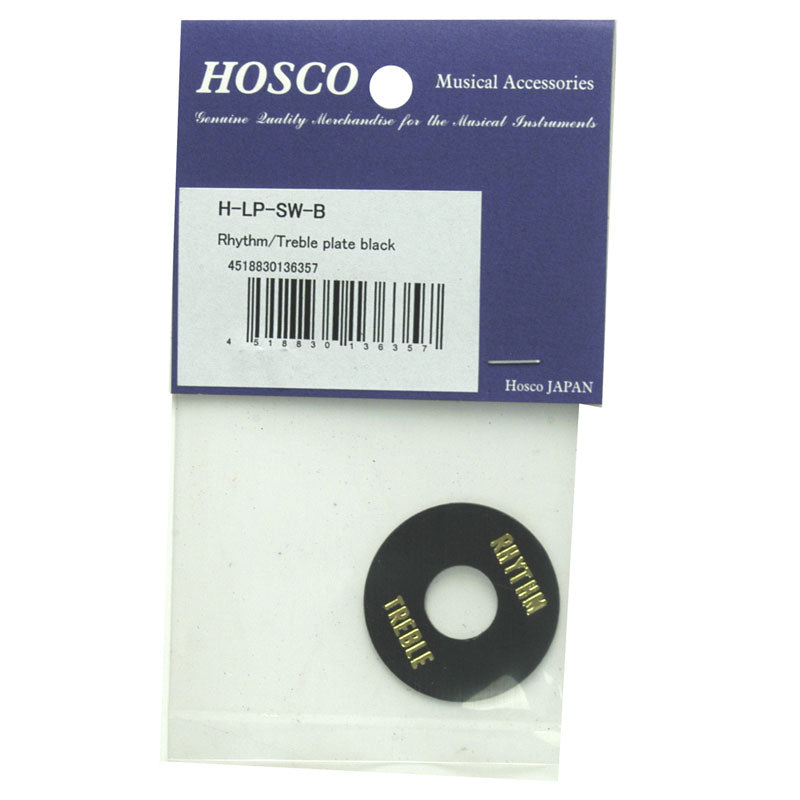 HOSCO Musical Accessories
Genuine Quality Merchandise for the Musical Instruments
H-LP-SW-B
Rhythm/Treble plate black
4518830136357
4 518830 136357
Hosco JAPAN
RHYTHM
TREBLE